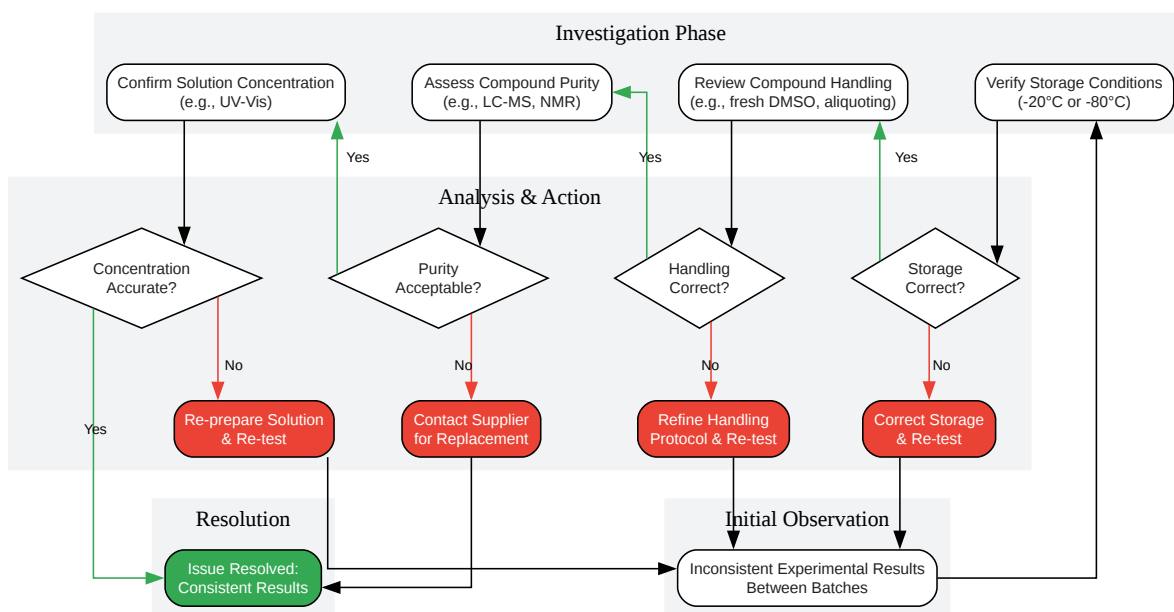 Investigation Phase
Confirm Solution Concentration
(e.g., UV-Vis)
Assess Compound Purity
(e.g., LC-MS, NMR)
Review Compound Handling
(e.g., fresh DMSO, aliquoting)
Verify Storage Conditions
(-20°C or -80°C)
Yes
Yes
Yes
Analysis & Action
Concentration
Accurate?
Purity
Acceptable?
Handling
Correct?
Storage
Correct?
No
No
No
No
Yes
Re-prepare Solution
& Re-test
Contact Supplier
for Replacement
Refine Handling
Protocol & Re-test
Correct Storage
& Re-test
Resolution
Initial Observation
Issue Resolved:
Consistent Results
Inconsistent Experimental Results
Between Batches